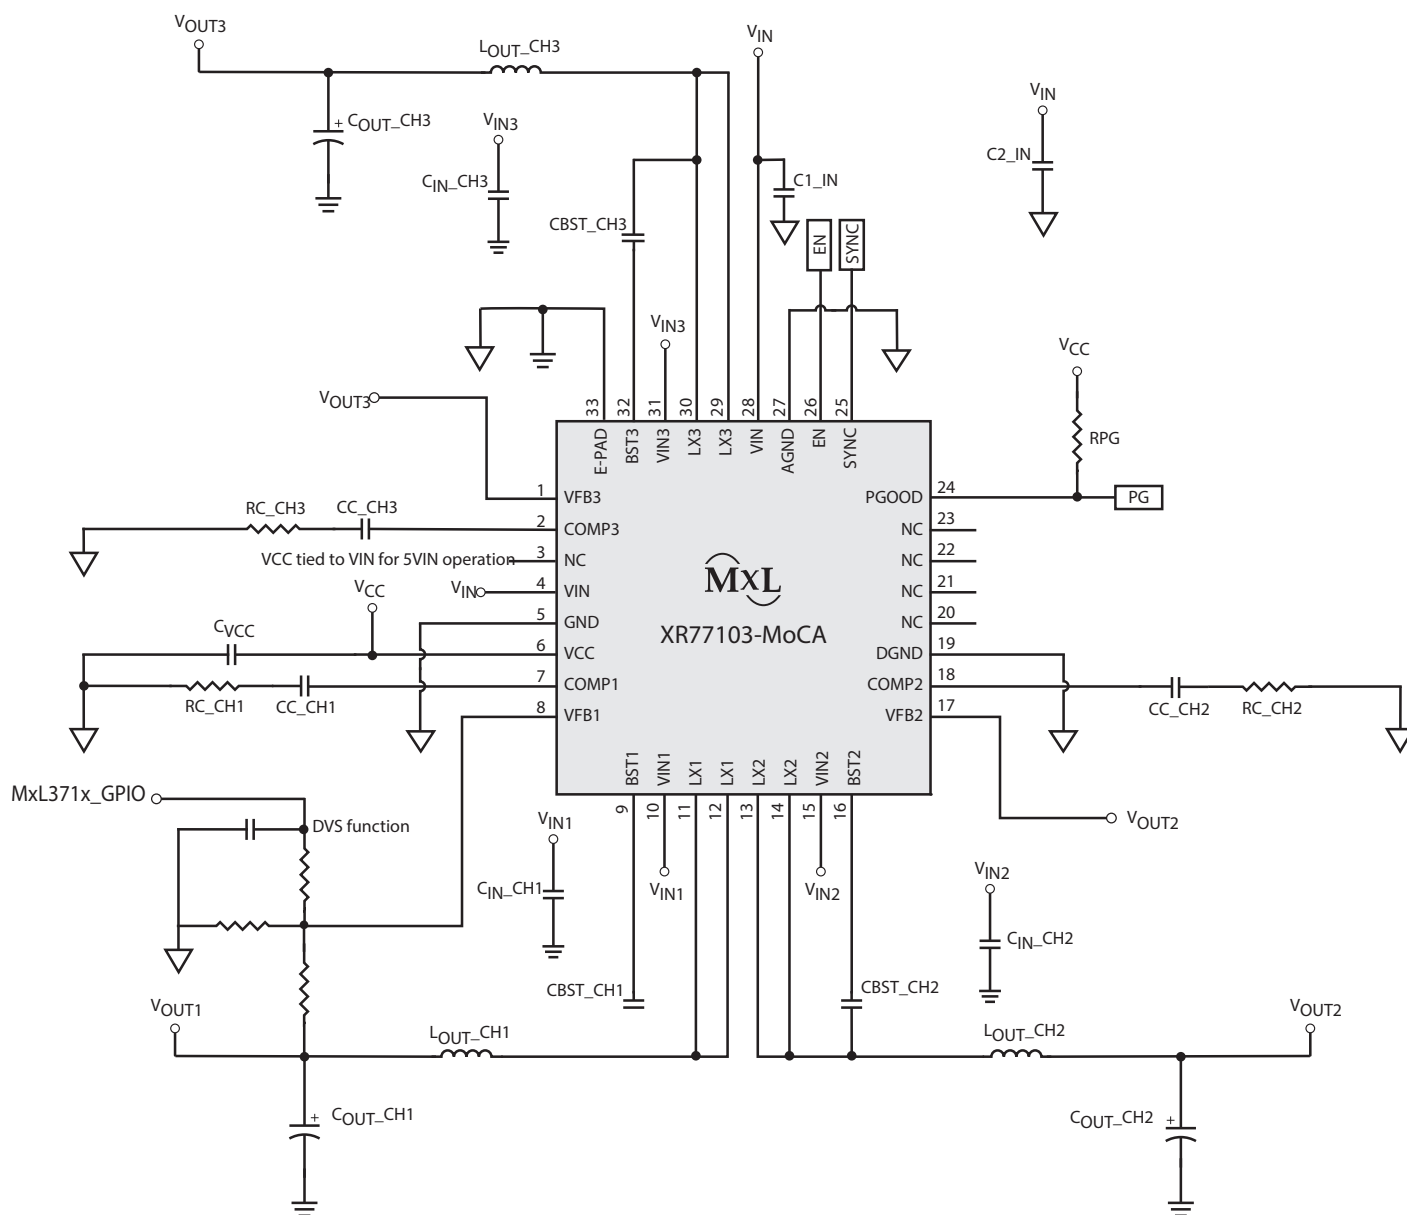 VOUT3
LOUT_CH3
VIN
VIN
COUT_CH3
+
VIN3
CIN_CH3
C2_IN
C1_IN
CBST_CH3
EN
SYNC
VIN3
VCC
VOUT3
33
32
31
30
29
28
27
26
25
E-PAD
BST3
VIN3
LX3
LX3
VIN
AGND
EN
SYNC
RPG
1 VFB3
PGOOD 24
PG
RC_CH3
CC_CH3
2 COMP3
NC 23
VCC tied to VIN for 5VIN operation
3 NC
NC 22
VIN
4 VIN
NC 21
VCC
5 GND
NC 20
MxL
XR77103-MoCA
CVCC
6 VCC
DGND 19
7 COMP1
COMP2 18
RC_CH1
CC_CH1
CC_CH2
RC_CH2
8 VFB1
VFB2 17
BST1
VIN1
LX1
LX1
LX2
LX2
VIN2
BST2
9
10
11
12
13
14
15
16
MxL371x_GPIO
DVS function
VIN1
VOUT2
CIN_CH1
VIN1
VIN2
VIN2
CIN_CH2
CBST_CH1
CBST_CH2
VOUT1
VOUT2
LOUT_CH1
LOUT_CH2
+
COUT_CH1
COUT_CH2
+